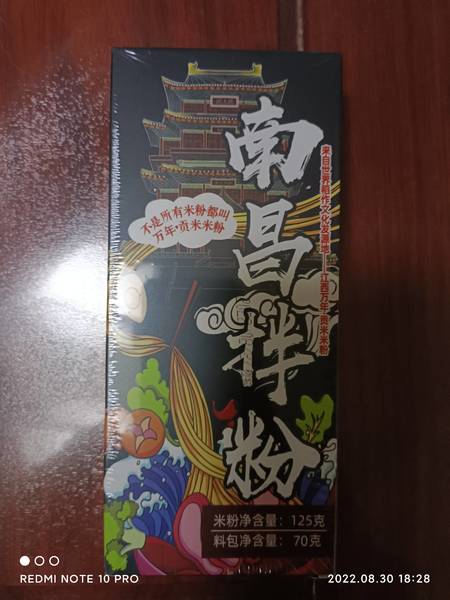 南昌拌粉
来自世界稻作文化发源地——江西万年贡米米粉
不是所有米粉都叫
万年·贡米米粉
米粉净含量：125克
料包净含量：70克
REDMI NOTE 10 PRO
2022.08.30 18:28